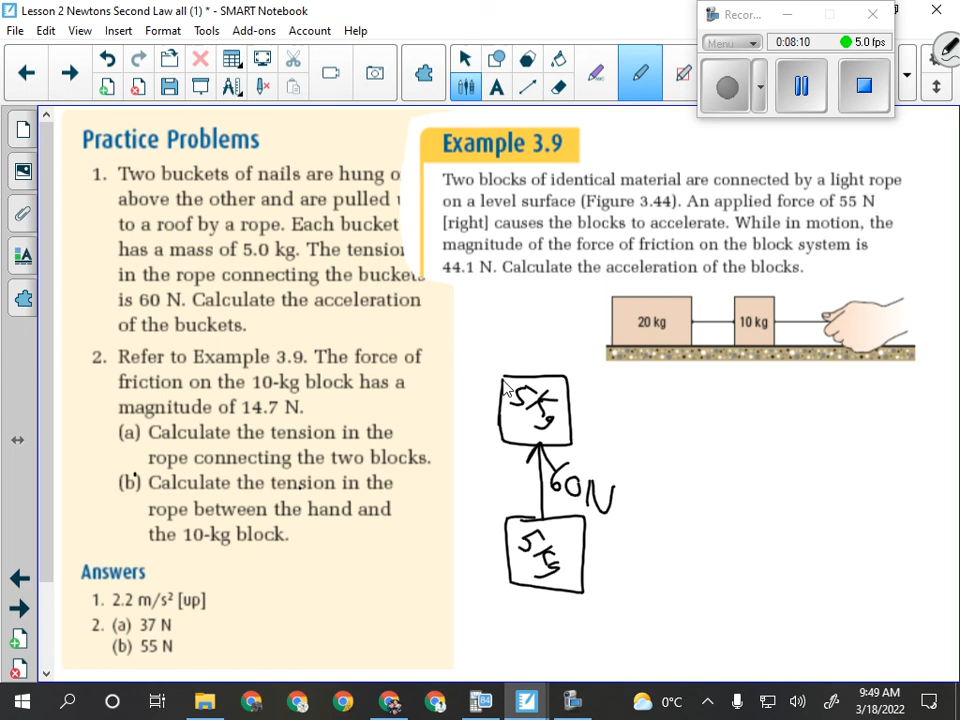 Lesson 2 Newtons Second Law all (1) * - SMART Notebook
Recor...
File Edit View Insert Format Tools Add-ons Account Help
Menu 0:08:10 5.0 fps
Practice Problems
1. Two buckets of nails are hung o
above the other and are pulled
to a roof by a rope. Each bucket
has a mass of 5.0 kg. The tension
in the rope connecting the buckets
is 60 N. Calculate the acceleration
of the buckets.
2. Refer to Example 3.9. The force of
friction on the 10-kg block has a
magnitude of 14.7 N.
(a) Calculate the tension in the
rope connecting the two blocks.
(b) Calculate the tension in the
rope between the hand and
the 10-kg block.
Answers
1. 2.2 m/s² [up]
2. (a) 37 N
(b) 55 N
Example 3.9
Two blocks of identical material are connected by a light rope
on a level surface (Figure 3.44). An applied force of 55 N
[right] causes the blocks to accelerate. While in motion, the
magnitude of the force of friction on the block system is
44.1 N. Calculate the acceleration of the blocks.
20 kg 10 kg
5kg
60N
5kg
0°C
9:49 AM
3/18/2022